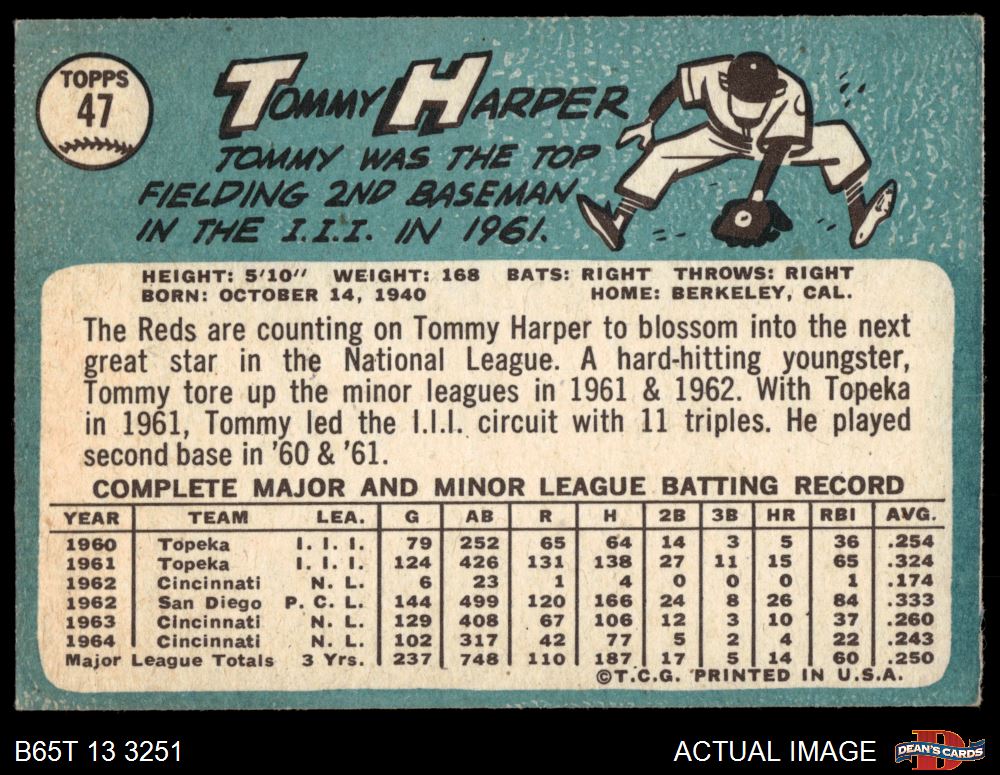 TOPPS
47
TOMMY HARPER
TOMMY WAS THE TOP
FIELDING 2ND BASEMAN
IN THE I.I.I. IN 1961.
HEIGHT: 5'10" WEIGHT: 168 BATS: RIGHT THROWS: RIGHT
BORN: OCTOBER 14, 1940 HOME: BERKELEY, CAL.
The Reds are counting on Tommy Harper to blossom into the next
great star in the National League. A hard-hitting youngster,
Tommy tore up the minor leagues in 1961 & 1962. With Topeka
in 1961, Tommy led the I.I.I. circuit with 11 triples. He played
second base in '60 & '61.
COMPLETE MAJOR AND MINOR LEAGUE BATTING RECORD
YEAR TEAM LEA. G AB R H 2B 3B HR RBI AVG.
1960 Topeka I. I. I. 79 252 65 64 14 3 5 36 .254
1961 Topeka I. I. I. 124 426 131 138 27 11 15 65 .324
1962 Cincinnati N. L. 6 23 1 4 0 0 0 1 .174
1962 San Diego P. C. L. 144 499 120 166 24 8 26 84 .333
1963 Cincinnati N. L. 129 408 67 106 12 3 10 37 .260
1964 Cincinnati N. L. 102 317 42 77 5 2 4 22 .243
Major League Totals 3 Yrs. 237 748 110 187 17 5 14 60 .250
©T.C.G. PRINTED IN U.S.A.
B65T 13 3251 ACTUAL IMAGE DEAN'S CARDS